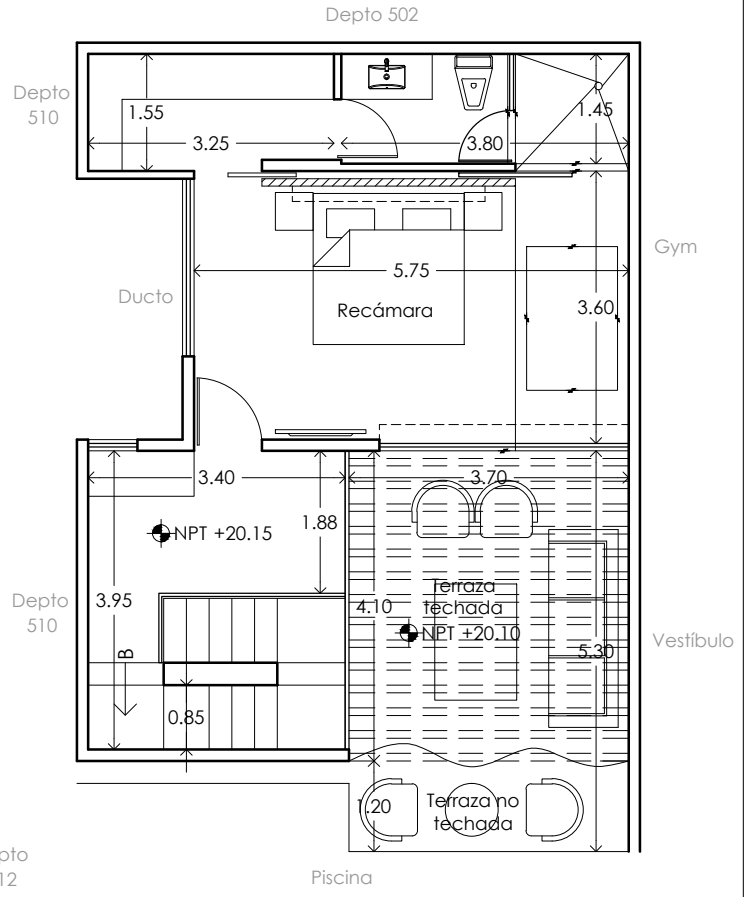 Depto 502
Depto
510
1.55
1.45
3.25
3.80
Gym
5.75
Ducto
3.60
Recámara
3.40
3.70
1.88
NPT +20.15
Depto
510
3.95
4.10
Terraza
techada
NPT +20.10
Vestíbulo
5.30
B
0.85
1.20
Terraza no
techada
pto
12
Piscina